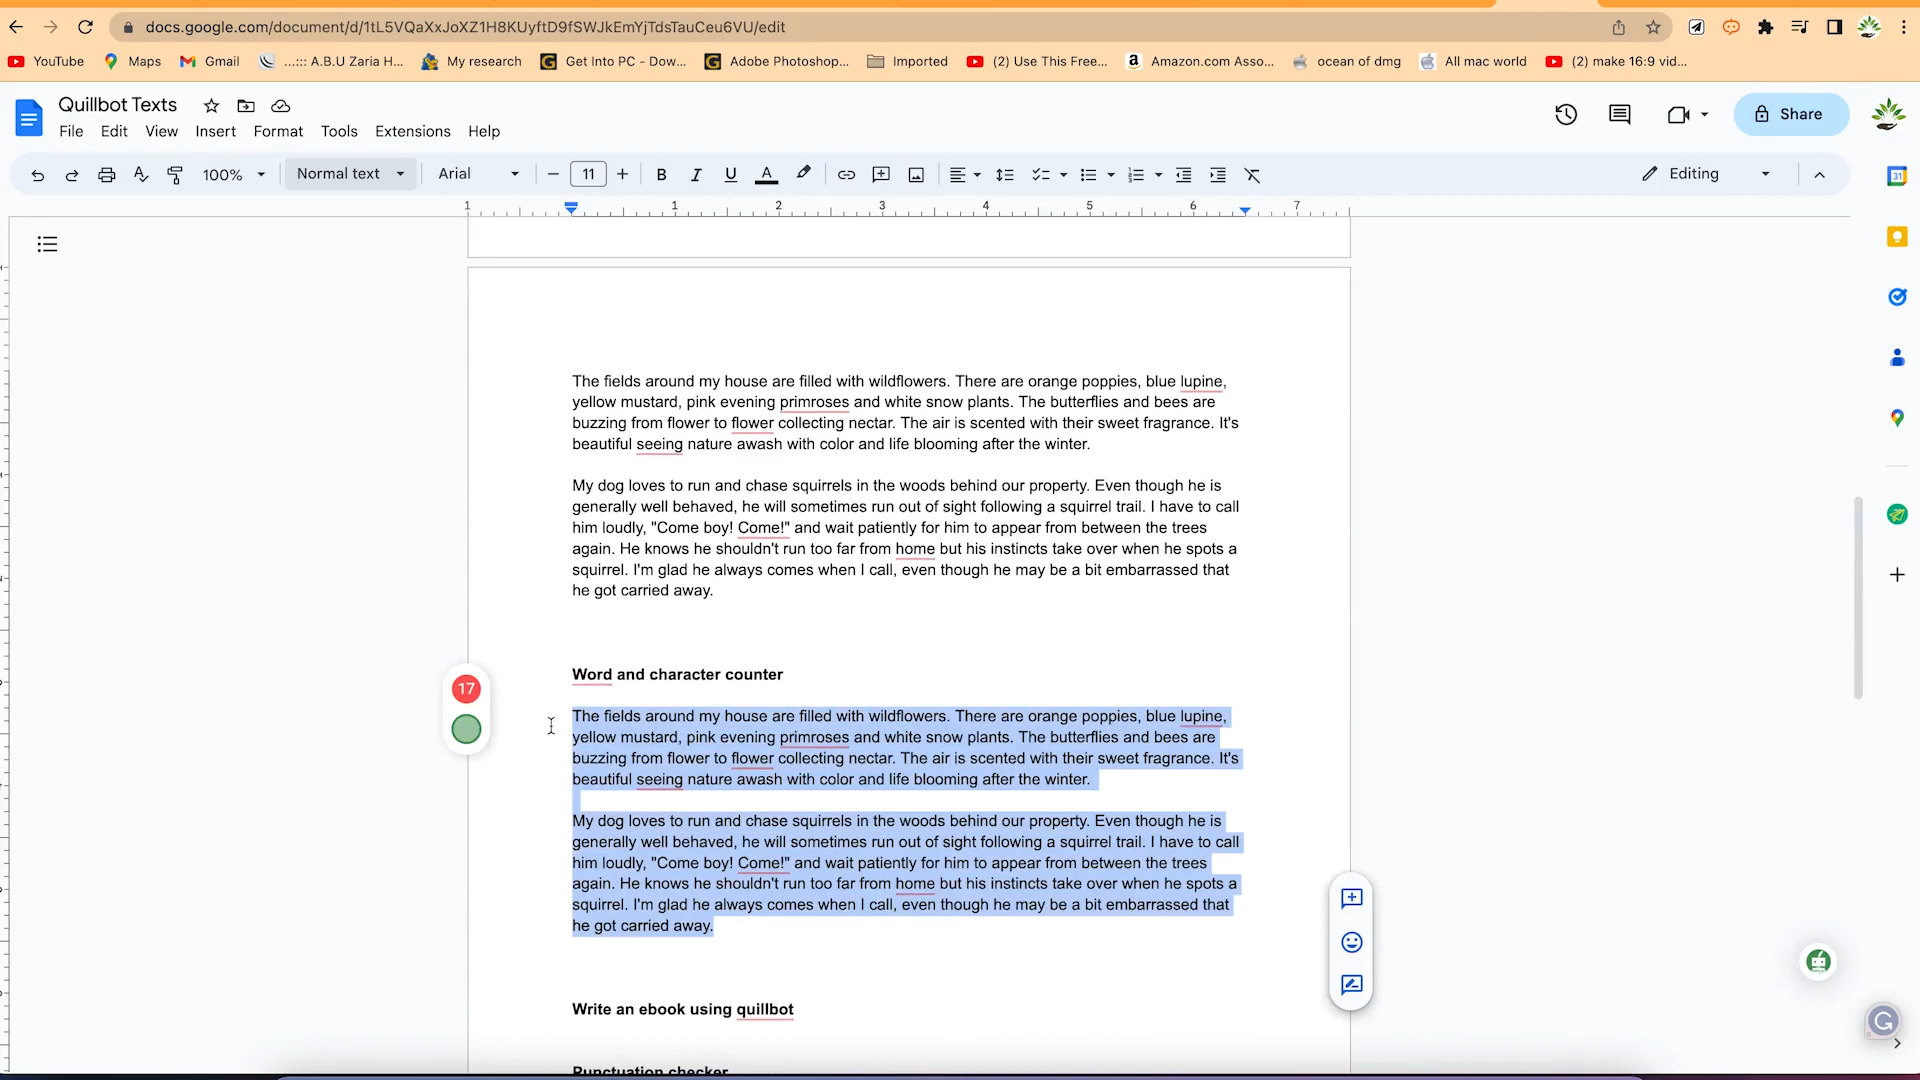 docs.google.com/document/d/1tL5VQaXxJoXZ1H8KUyftD9fSWJkEmYjTdsTauCeu6VU/edit
YouTube Maps Gmail ...::: A.B.U Zaria H... My research Get Into PC - Dow... Adobe Photoshop... Imported (2) Use This Free... Amazon.com Asso... ocean of dmg All mac world (2) make 16:9 vid...
Quillbot Texts
File Edit View Insert Format Tools Extensions Help
Share
100% Normal text Arial 11 Editing
1 1 2 3 4 5 6 7
The fields around my house are filled with wildflowers. There are orange poppies, blue lupine,
yellow mustard, pink evening primroses and white snow plants. The butterflies and bees are
buzzing from flower to flower collecting nectar. The air is scented with their sweet fragrance. It's
beautiful seeing nature awash with color and life blooming after the winter.
My dog loves to run and chase squirrels in the woods behind our property. Even though he is
generally well behaved, he will sometimes run out of sight following a squirrel trail. I have to call
him loudly, "Come boy! Come!" and wait patiently for him to appear from between the trees
again. He knows he shouldn't run too far from home but his instincts take over when he spots a
squirrel. I'm glad he always comes when I call, even though he may be a bit embarrassed that
he got carried away.
Word and character counter
17
The fields around my house are filled with wildflowers. There are orange poppies, blue lupine,
yellow mustard, pink evening primroses and white snow plants. The butterflies and bees are
buzzing from flower to flower collecting nectar. The air is scented with their sweet fragrance. It's
beautiful seeing nature awash with color and life blooming after the winter.
My dog loves to run and chase squirrels in the woods behind our property. Even though he is
generally well behaved, he will sometimes run out of sight following a squirrel trail. I have to call
him loudly, "Come boy! Come!" and wait patiently for him to appear from between the trees
again. He knows he shouldn't run too far from home but his instincts take over when he spots a
squirrel. I'm glad he always comes when I call, even though he may be a bit embarrassed that
he got carried away.
Write an ebook using quillbot
Punctuation checker